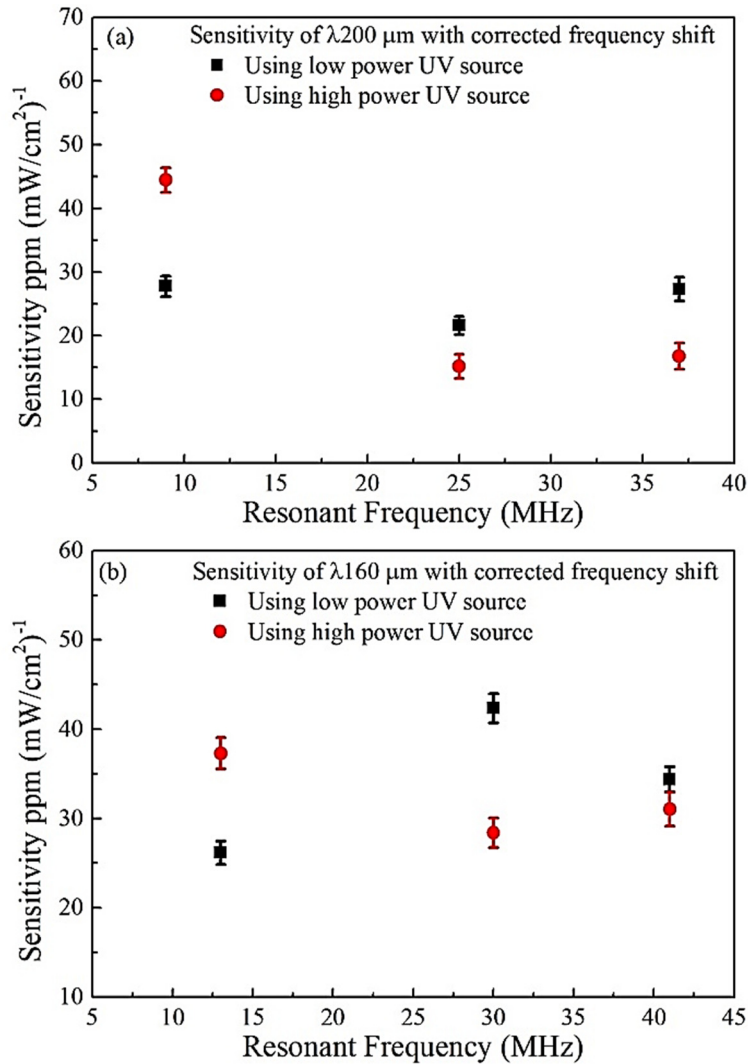 (a) Sensitivity of λ200 μm with corrected frequency shift
Using low power UV source
Using high power UV source
Sensitivity ppm (mW/cm²)⁻¹
70
60
50
40
30
20
10
0
5 10 15 20 25 30 35 40
Resonant Frequency (MHz)
(b) Sensitivity of λ160 μm with corrected frequency shift
Using low power UV source
Using high power UV source
Sensitivity ppm (mW/cm²)⁻¹
60
50
40
30
20
10
5 10 15 20 25 30 35 40 45
Resonant Frequency (MHz)